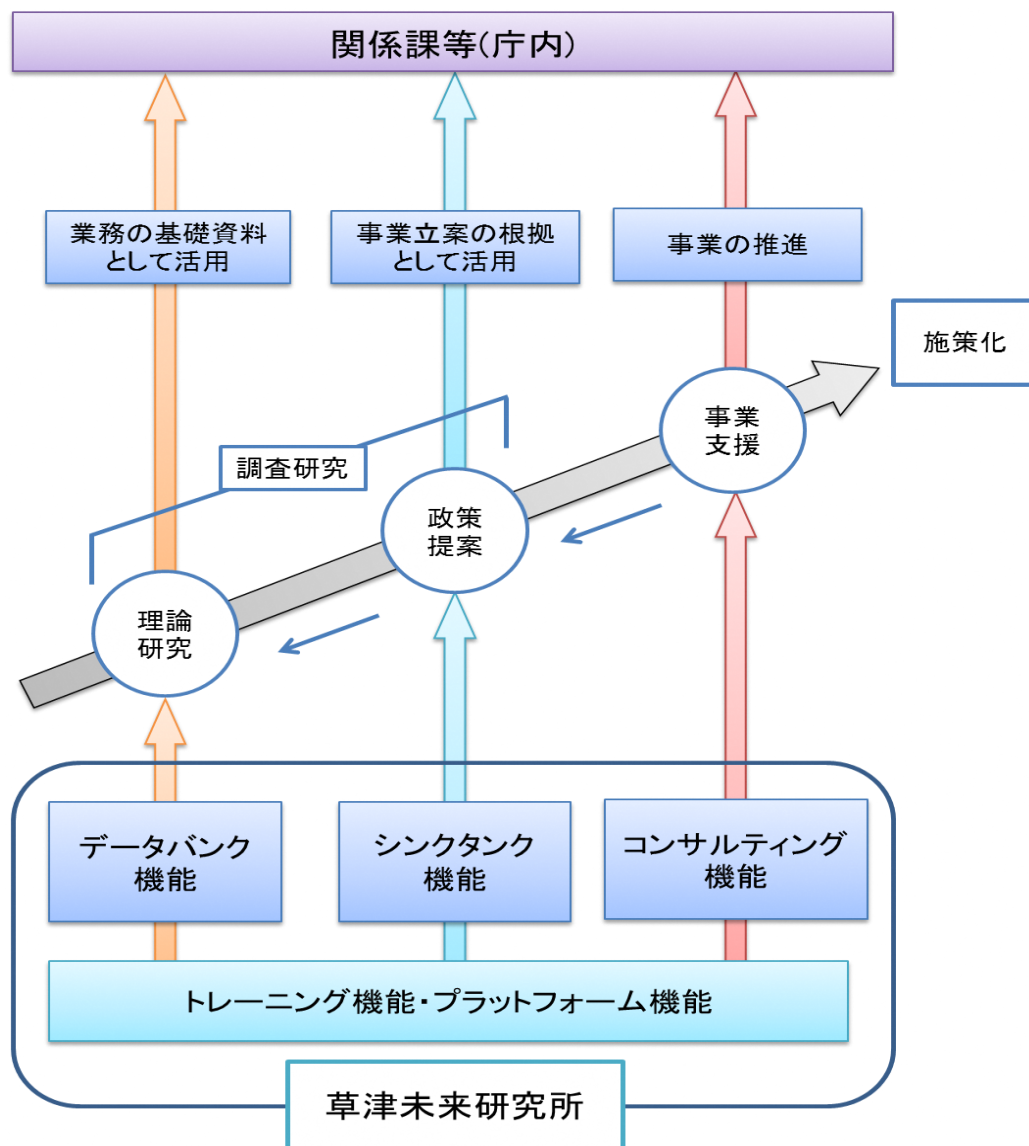 関係課等(庁内)
業務の基礎資料
として活用
事業立案の根拠
として活用
事業の推進
施策化
事業
支援
調査研究
政策
提案
理論
研究
データバンク
機能
シンクタンク
機能
コンサルティング
機能
トレーニング機能・プラットフォーム機能
草津未来研究所